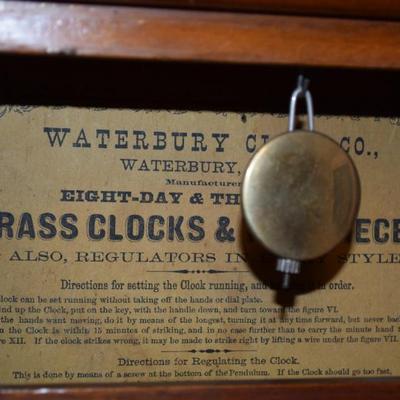 WATERBURY CO.,
WATERBURY,
Manufacturer
EIGHT-DAY & TH
RASS CLOCKS & ECE
ALSO, REGULATORS IN Y STYLE
Directions for setting the Clock running, and in order.
lock can be set running without taking off the hands or dial plate.
ind up the Clock, put on the key, with the handle down, and turn toward the figure VI.
the hands want moving, do it by means of the longest, turning it at any time forward, but never back
n the Clock is within 15 minutes of striking, and in no case further than to carry the minute hand
re XII. If the clock strikes wrong, it may be made to strike right by lifting a wire under the figure VII.
Directions for Regulating the Clock.
This is done by means of a screw at the bottom of the Pendulum. If the Clock should go too fast,